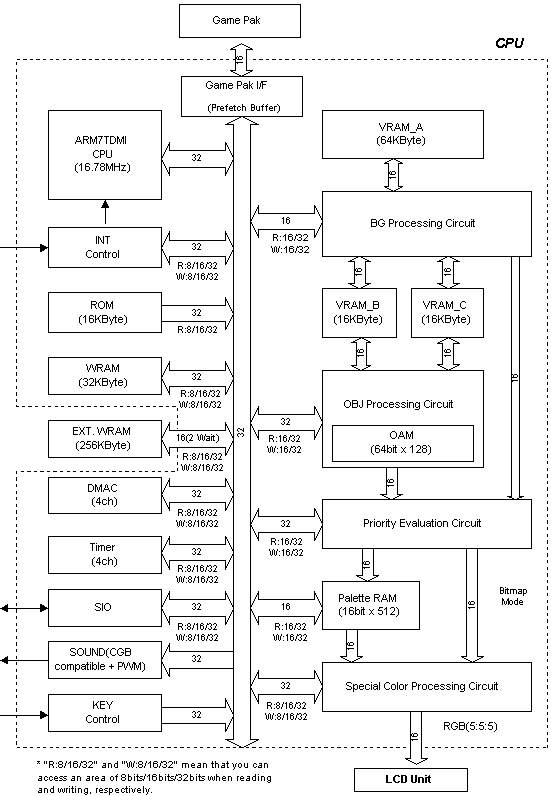 Game Pak
CPU
16
Game Pak I/F
(Prefetch Buffer)
ARM7TDMI
CPU
(16.78MHz)
32
VRAM_A
(64KByte)
16
INT
Control
32
R:8/16/32
W:8/16/32
16
R:16/32
W:16/32
BG Processing Circuit
ROM
(16KByte)
32
R:8/16/32
16
16
VRAM_B
(16KByte)
VRAM_C
(16KByte)
16
16
16
WRAM
(32KByte)
32
R:8/16/32
W:8/16/32
OBJ Processing Circuit
OAM
(64bit x 128)
EXT. WRAM
(256KByte)
16(2 Wait)
R:8/16/32
W:8/16/32
32
32
R:16/32
W:16/32
16
DMAC
(4ch)
32
R:8/16/32
W:8/16/32
32
R:16/32
W:16/32
Priority Evaluation Circuit
Timer
(4ch)
32
R:8/16/32
W:8/16/32
16
16
Bitmap
Mode
SIO
32
R:8/16/32
W:8/16/32
16
R:16/32
W:16/32
Palette RAM
(16bit x 512)
16
SOUND(CGB
compatible + PWM)
32
32
R:8/16/32
W:8/16/32
Special Color Processing Circuit
KEY
Control
32
16
RGB(5:5:5)
LCD Unit
* "R:8/16/32" and "W:8/16/32" mean that you can
access an area of 8bits/16bits/32bits when reading
and writing, respectively.